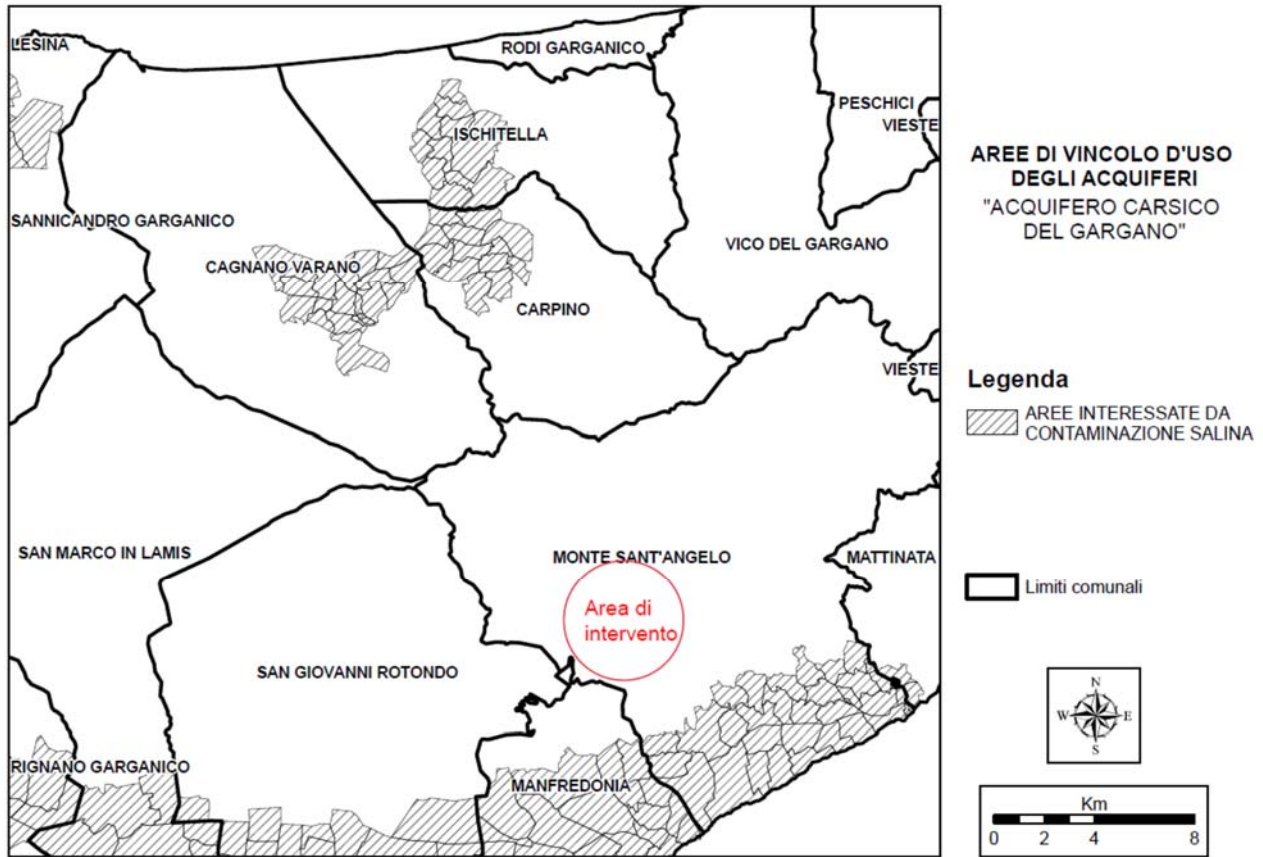 LESINA
RODI GARGANICO
PESCHICI
VIESTE
ISCHITELLA
SANNICANDRO GARGANICO
VICO DEL GARGANO
CAGNANO VARANO
CARPINO
VIESTE
SAN MARCO IN LAMIS
MONTE SANT'ANGELO
MATTINATA
Area di
intervento
SAN GIOVANNI ROTONDO
RIGNANO GARGANICO
MANFREDONIA
AREE DI VINCOLO D'USO
DEGLI ACQUIFERI
"ACQUIFERO CARSICO
DEL GARGANO"
Legenda
AREE INTERESSATE DA
CONTAMINAZIONE SALINA
Limiti comunali
N
W E
S
Km
0 2 4 8